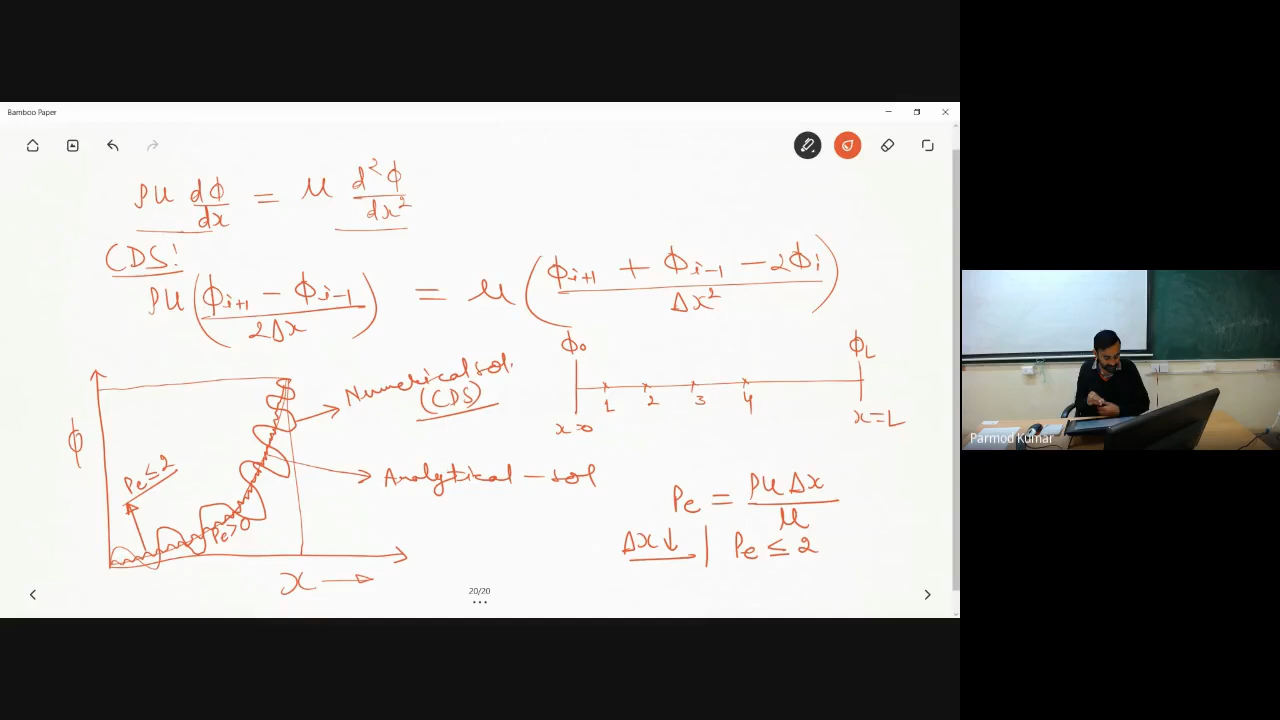 Bamboo Paper
ρu dφ/dx = μ d²φ/dx²
CDS:
ρu (φi+1 − φi−1 / 2Δx) = μ (φi+1 + φi−1 − 2φi / Δx²)
φ0
φL
1 2 3 4
x=0
x=L
Numerical sol.
(CDS)
φ
Pe ≤ 2
Analytical - sol
Pe>0
x
Pe = ρuΔx / μ
Δx↓ | Pe ≤ 2
20/20
Parmod Kumar